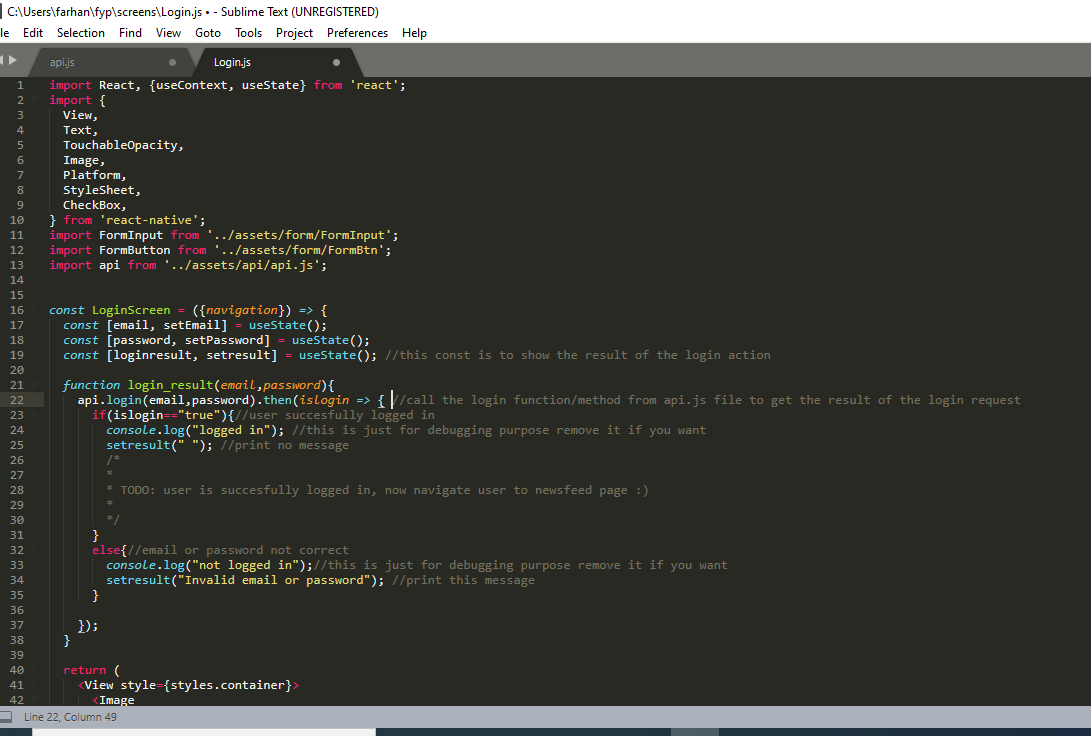 C:\Users\farhan\fyp\screens\Login.js • - Sublime Text (UNREGISTERED)
le Edit Selection Find View Goto Tools Project Preferences Help
api.js Login.js
1 import React, {useContext, useState} from 'react';
2 import {
3 View,
4 Text,
5 TouchableOpacity,
6 Image,
7 Platform,
8 StyleSheet,
9 CheckBox,
10 } from 'react-native';
11 import FormInput from '../assets/form/FormInput';
12 import FormButton from '../assets/form/FormBtn';
13 import api from '../assets/api/api.js';
14
15
16 const LoginScreen = ({navigation}) => {
17 const [email, setEmail] = useState();
18 const [password, setPassword] = useState();
19 const [loginresult, setresult] = useState(); //this const is to show the result of the login action
20
21 function login_result(email,password){
22 api.login(email,password).then(islogin => { //call the login function/method from api.js file to get the result of the login request
23 if(islogin=="true"){//user succesfully logged in
24 console.log("logged in"); //this is just for debugging purpose remove it if you want
25 setresult(" "); //print no message
26 /*
27 *
28 * TODO: user is succesfully logged in, now navigate user to newsfeed page :)
29 *
30 */
31 }
32 else{//email or password not correct
33 console.log("not logged in");//this is just for debugging purpose remove it if you want
34 setresult("Invalid email or password"); //print this message
35 }
36
37 });
38 }
39
40 return (
41 <View style={styles.container}>
42 <Image
Line 22, Column 49